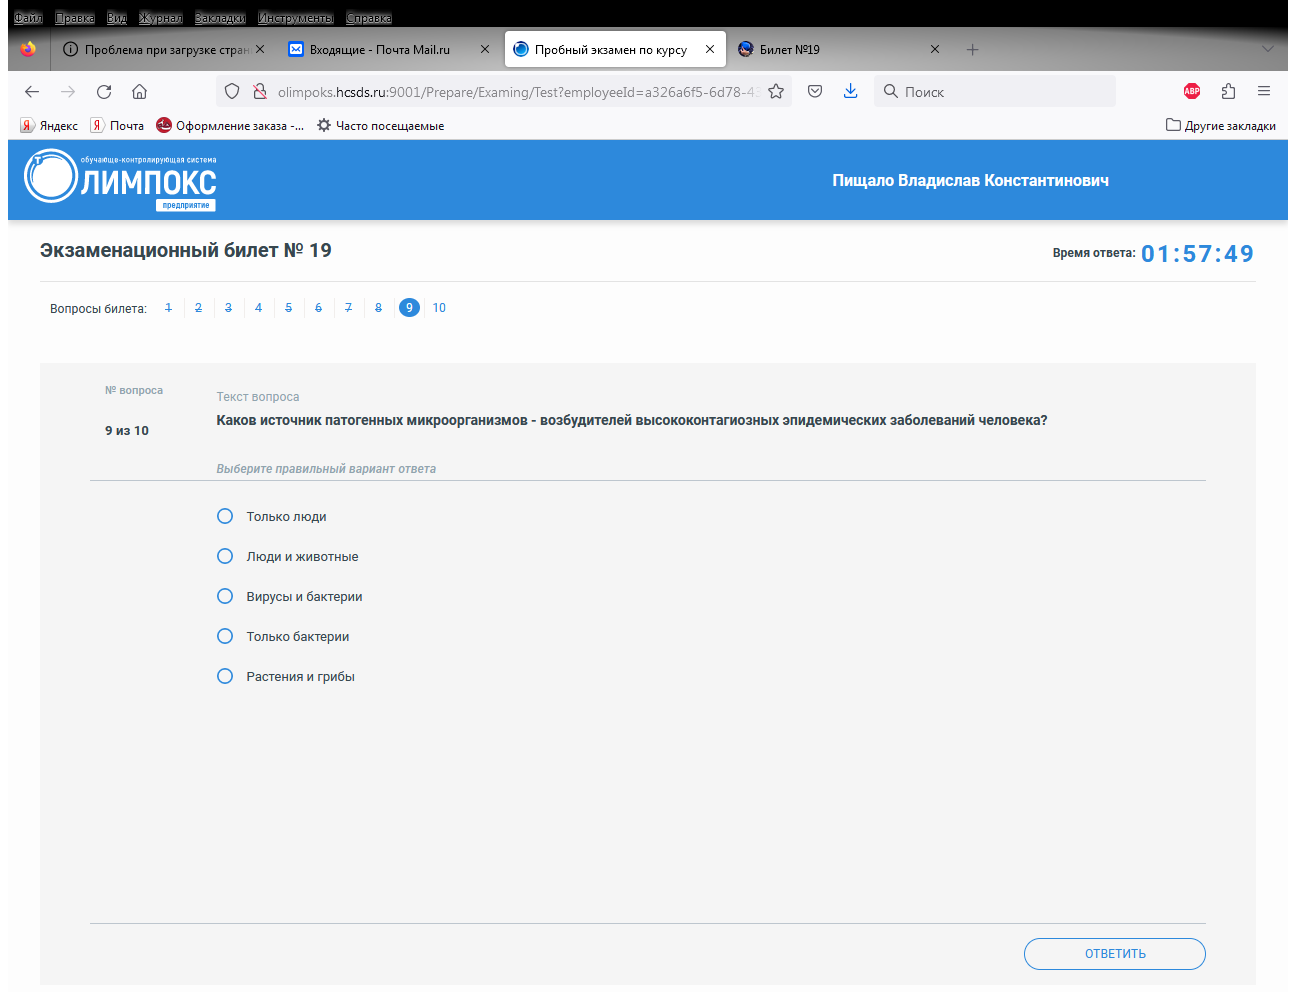 Файл Правка Вид Журнал Закладки Инструменты Справка
Проблема при загрузке стран Входящие - Почта Mail.ru Пробный экзамен по курсу Билет №19
olimpoks.hcsds.ru:9001/Prepare/Examing/Test?employeeId=a326a6f5-6d78-43 Поиск ABP
Яндекс Почта Оформление заказа -... Часто посещаемые Другие закладки
обучающе-контролирующая система
ОЛИМПОКС
предприятие
Пищало Владислав Константинович
Экзаменационный билет № 19
Время ответа: 01:57:49
Вопросы билета: 1 2 3 4 5 6 7 8 9 10
№ вопроса
Текст вопроса
9 из 10
Каков источник патогенных микроорганизмов - возбудителей высококонтагиозных эпидемических заболеваний человека?
Выберите правильный вариант ответа
Только люди
Люди и животные
Вирусы и бактерии
Только бактерии
Растения и грибы
ОТВЕТИТЬ